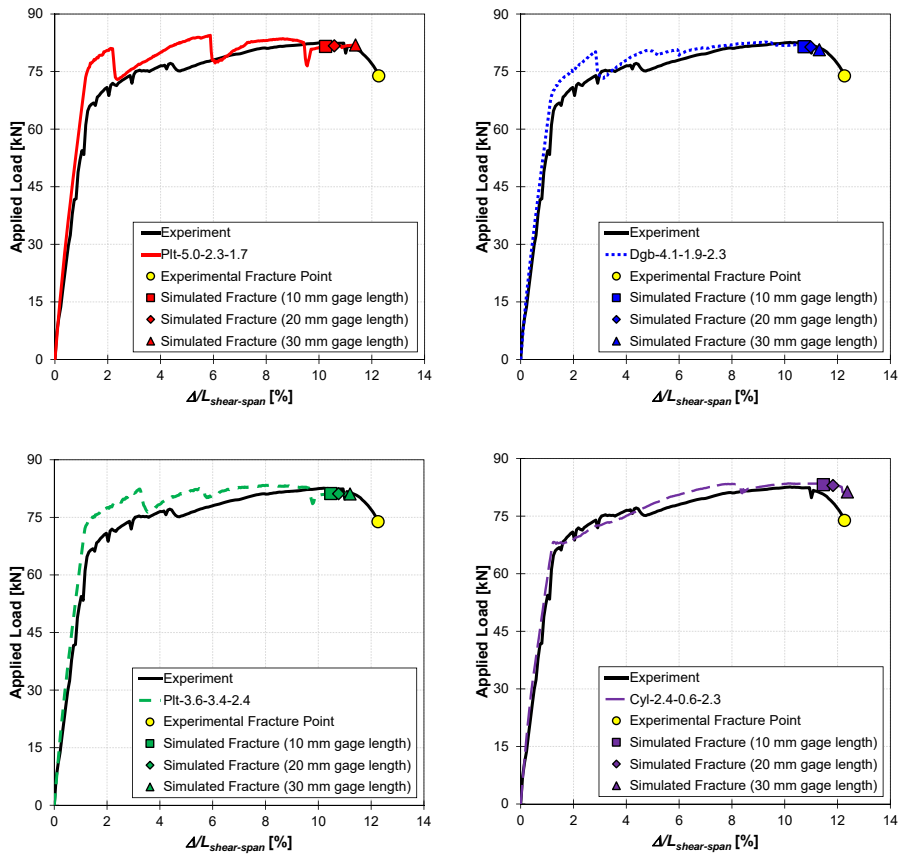 90
75
60
45
30
15
0
Applied Load [kN]
Experiment
Plt-5.0-2.3-1.7
Experimental Fracture Point
Simulated Fracture (10 mm gage length)
Simulated Fracture (20 mm gage length)
Simulated Fracture (30 mm gage length)
0 2 4 6 8 10 12 14
Δ/Lshear-span [%]
90
75
60
45
30
15
0
Applied Load [kN]
Experiment
Dgb-4.1-1.9-2.3
Experimental Fracture Point
Simulated Fracture (10 mm gage length)
Simulated Fracture (20 mm gage length)
Simulated Fracture (30 mm gage length)
0 2 4 6 8 10 12 14
Δ/Lshear-span [%]
90
75
60
45
30
15
0
Applied Load [kN]
Experiment
Plt-3.6-3.4-2.4
Experimental Fracture Point
Simulated Fracture (10 mm gage length)
Simulated Fracture (20 mm gage length)
Simulated Fracture (30 mm gage length)
0 2 4 6 8 10 12 14
Δ/Lshear-span [%]
90
75
60
45
30
15
0
Applied Load [kN]
Experiment
Cyl-2.4-0.6-2.3
Experimental Fracture Point
Simulated Fracture (10 mm gage length)
Simulated Fracture (20 mm gage length)
Simulated Fracture (30 mm gage length)
0 2 4 6 8 10 12 14
Δ/Lshear-span [%]